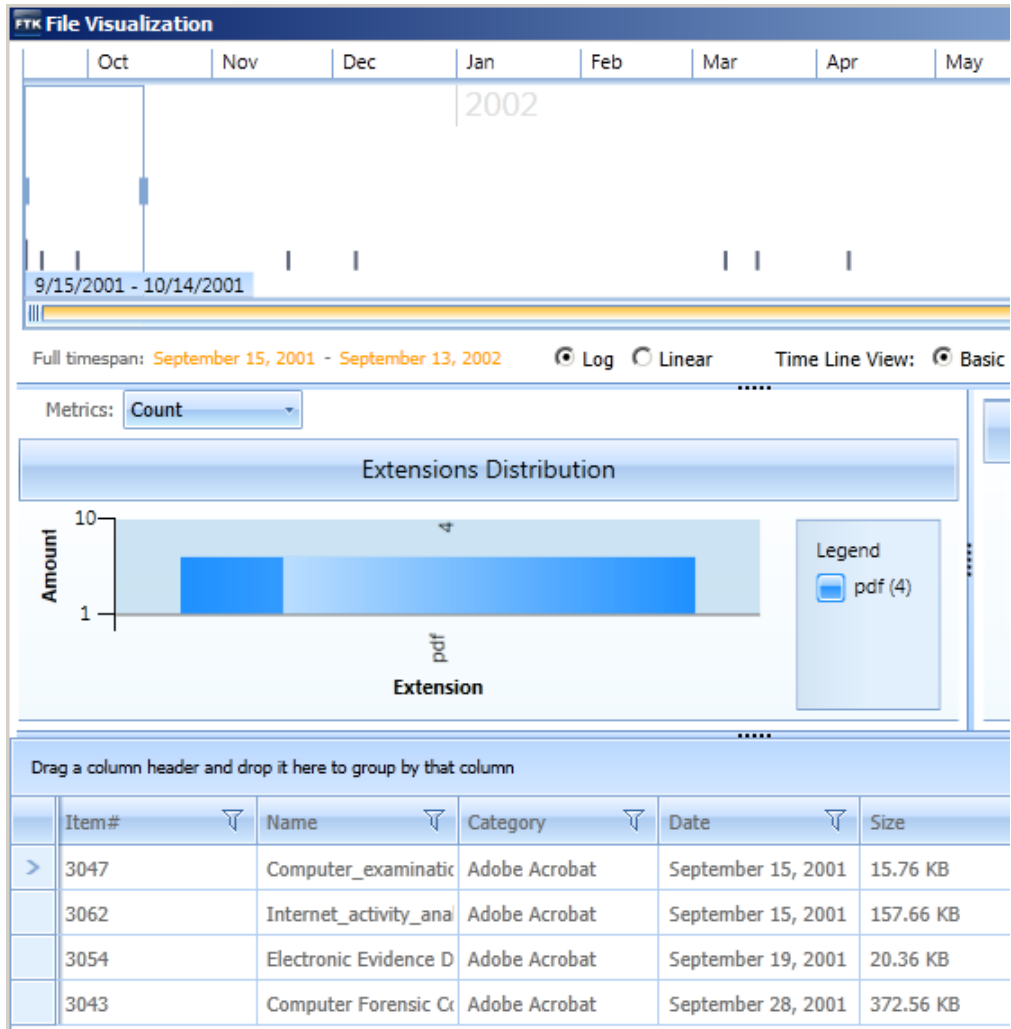 FTK File Visualization
Oct Nov Dec Jan Feb Mar Apr May
2002
9/15/2001 - 10/14/2001
Full timespan: September 15, 2001 - September 13, 2002 Log Linear Time Line View: Basic
Metrics: Count
Extensions Distribution
Amount
10
1
4
pdf
Extension
Legend
pdf (4)
Drag a column header and drop it here to group by that column
Item# Name Category Date Size
> 3047 Computer_examinatic Adobe Acrobat September 15, 2001 15.76 KB
3062 Internet_activity_anal Adobe Acrobat September 15, 2001 157.66 KB
3054 Electronic Evidence D Adobe Acrobat September 19, 2001 20.36 KB
3043 Computer Forensic Co Adobe Acrobat September 28, 2001 372.56 KB